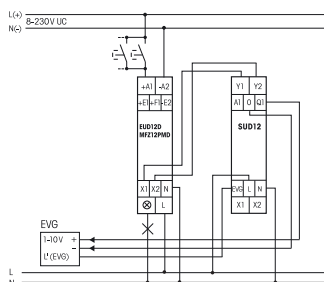 L(+)
8-230V UC
N(-)
+A1 -A2
+E1 +F1 -E2
EUD12D
MFZ12PMD
X1 X2 N
L
Y1 Y2
A1 0 Q1
SUD12
EVG L N
X1 X2
EVG
1-10V +
-
L'(EVG)
L
N